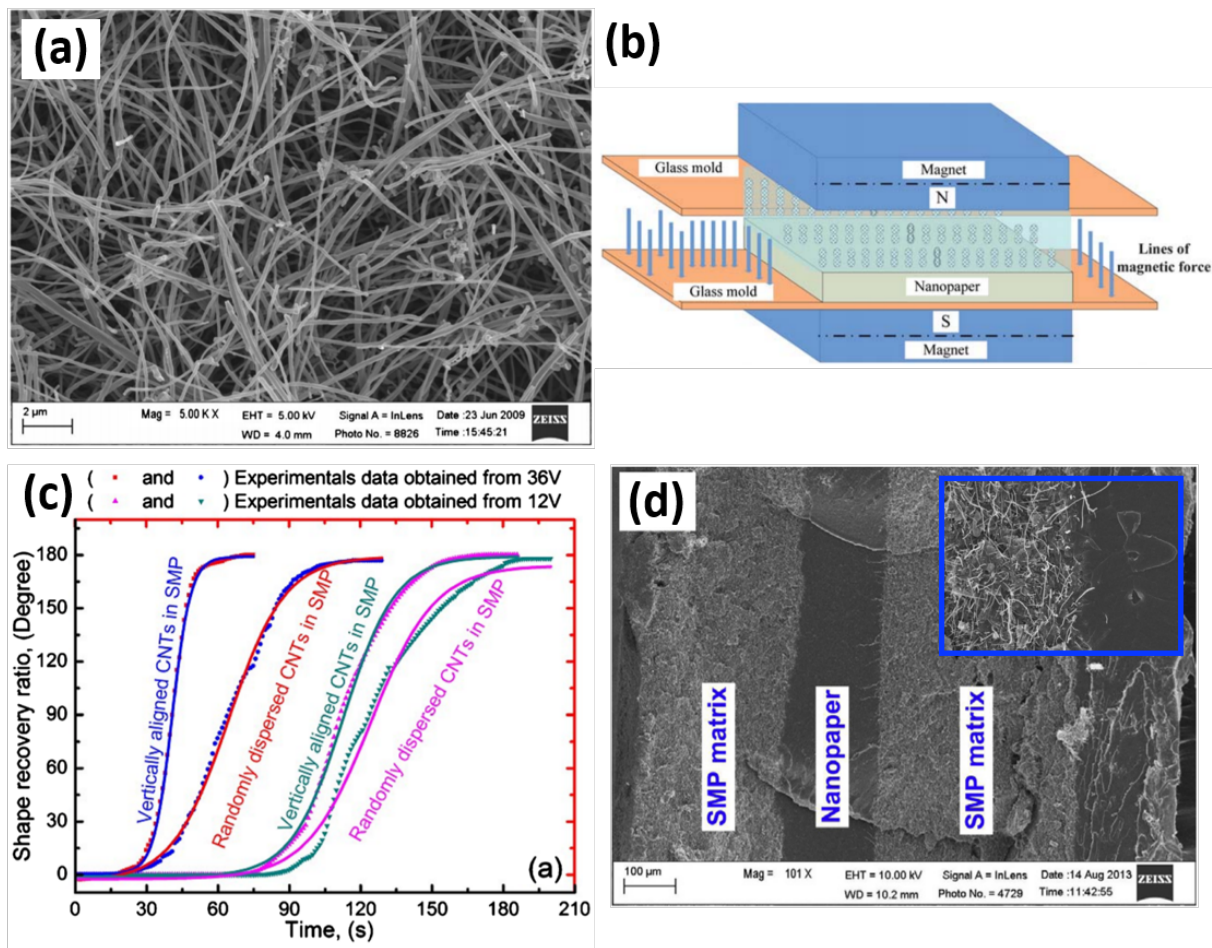 (a)
2 µm
Mag = 5.00 K X
EHT = 5.00 kV
Signal A = InLens
Date :23 Jun 2009
WD = 4.0 mm
Photo No. = 8826
Time :15:45:21
ZEISS
(b)
Glass mold
Magnet
N
Lines of
magnetic force
Glass mold
Nanopaper
S
Magnet
(c)
( and ) Experimentals data obtained from 36V
( and ) Experimentals data obtained from 12V
Shape recovery ratio, (Degree)
180
150
120
90
60
30
0
Vertically aligned CNTs in SMP
Randomly dispersed CNTs in SMP
Vertically aligned CNTs in SMP
Randomly dispersed CNTs in SMP
(a)
0 30 60 90 120 150 180 210
Time, (s)
(d)
SMP matrix
Nanopaper
SMP matrix
100 µm
Mag = 101 X
EHT = 10.00 kV
Signal A = InLens
Date :14 Aug 2013
WD = 10.2 mm
Photo No. = 4729
Time :11:42:55
ZEISS